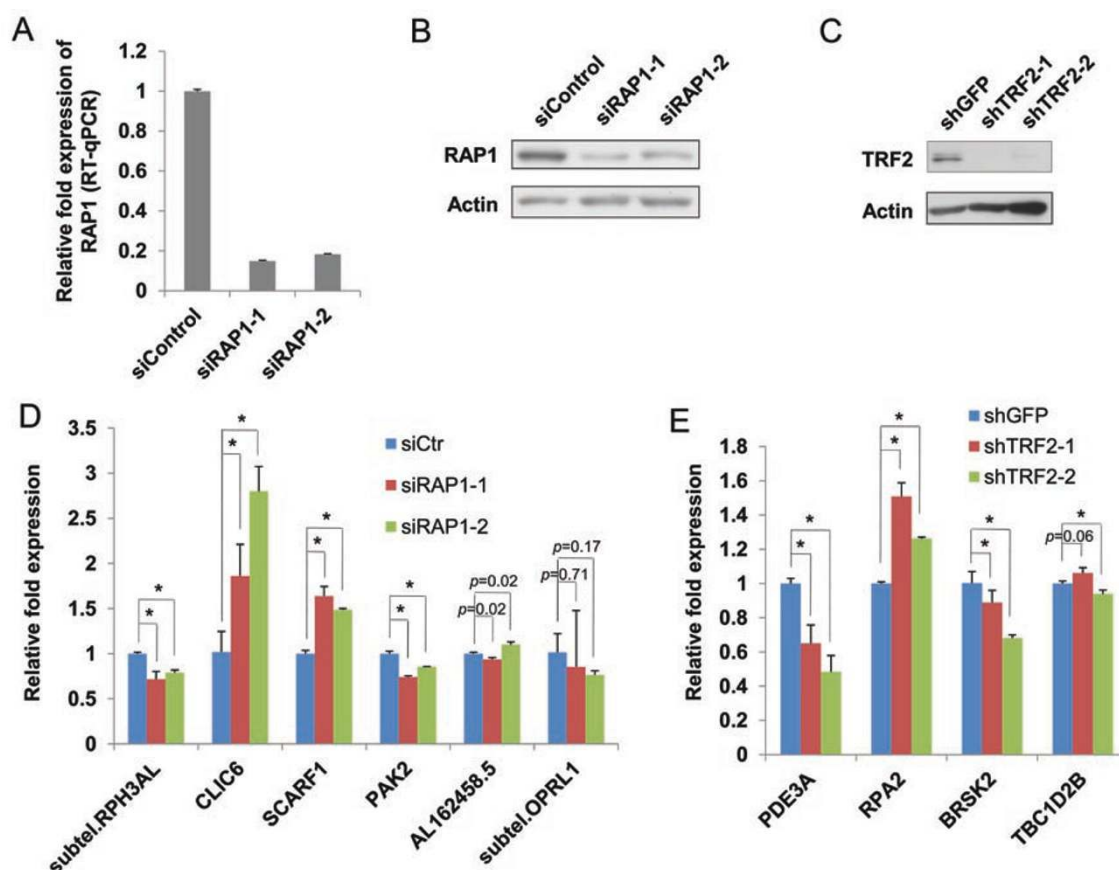 A
Relative fold expression of
RAP1 (RT-qPCR)
1.2
1
0.8
0.6
0.4
0.2
0
siControl
siRAP1-1
siRAP1-2
B
siControl
siRAP1-1
siRAP1-2
RAP1
Actin
C
shGFP
shTRF2-1
shTRF2-2
TRF2
Actin
D
Relative fold expression
3.5
3
2.5
2
1.5
1
0.5
0
siCtr
siRAP1-1
siRAP1-2
*
*
*
*
*
*
*
*
p=0.02
p=0.02
p=0.17
p=0.71
subtel.RPH3AL
CLIC6
SCARF1
PAK2
AL162458.5
subtel.OPRL1
E
Relative fold expression
1.8
1.6
1.4
1.2
1
0.8
0.6
0.4
0.2
0
shGFP
shTRF2-1
shTRF2-2
*
*
*
*
*
*
*
p=0.06
PDE3A
RPA2
BRSK2
TBC1D2B